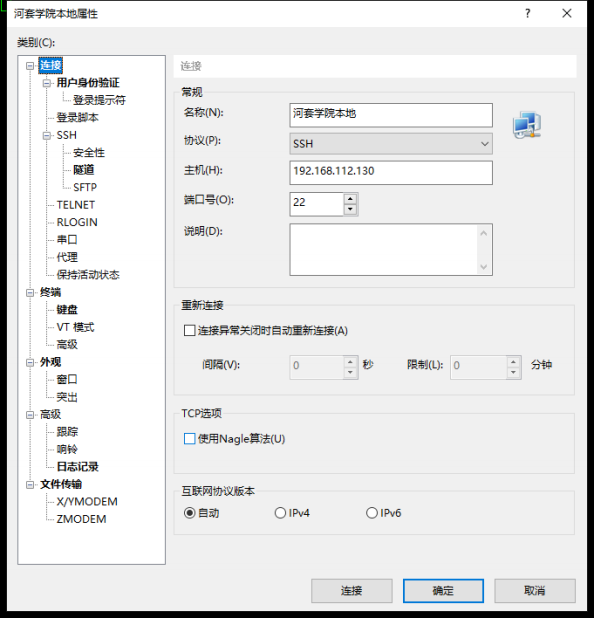 河套学院本地属性
?
类别(C):
连接
用户身份验证
登录提示符
登录脚本
SSH
安全性
隧道
SFTP
TELNET
RLOGIN
串口
代理
保持活动状态
终端
键盘
VT 模式
高级
外观
窗口
突出
高级
跟踪
响铃
日志记录
文件传输
X/YMODEM
ZMODEM
连接
常规
名称(N): 河套学院本地
协议(P): SSH
主机(H): 192.168.112.130
端口号(O): 22
说明(D):
重新连接
连接异常关闭时自动重新连接(A)
间隔(V): 0 秒 限制(L): 0 分钟
TCP选项
使用Nagle算法(U)
互联网协议版本
自动 IPv4 IPv6
连接 确定 取消